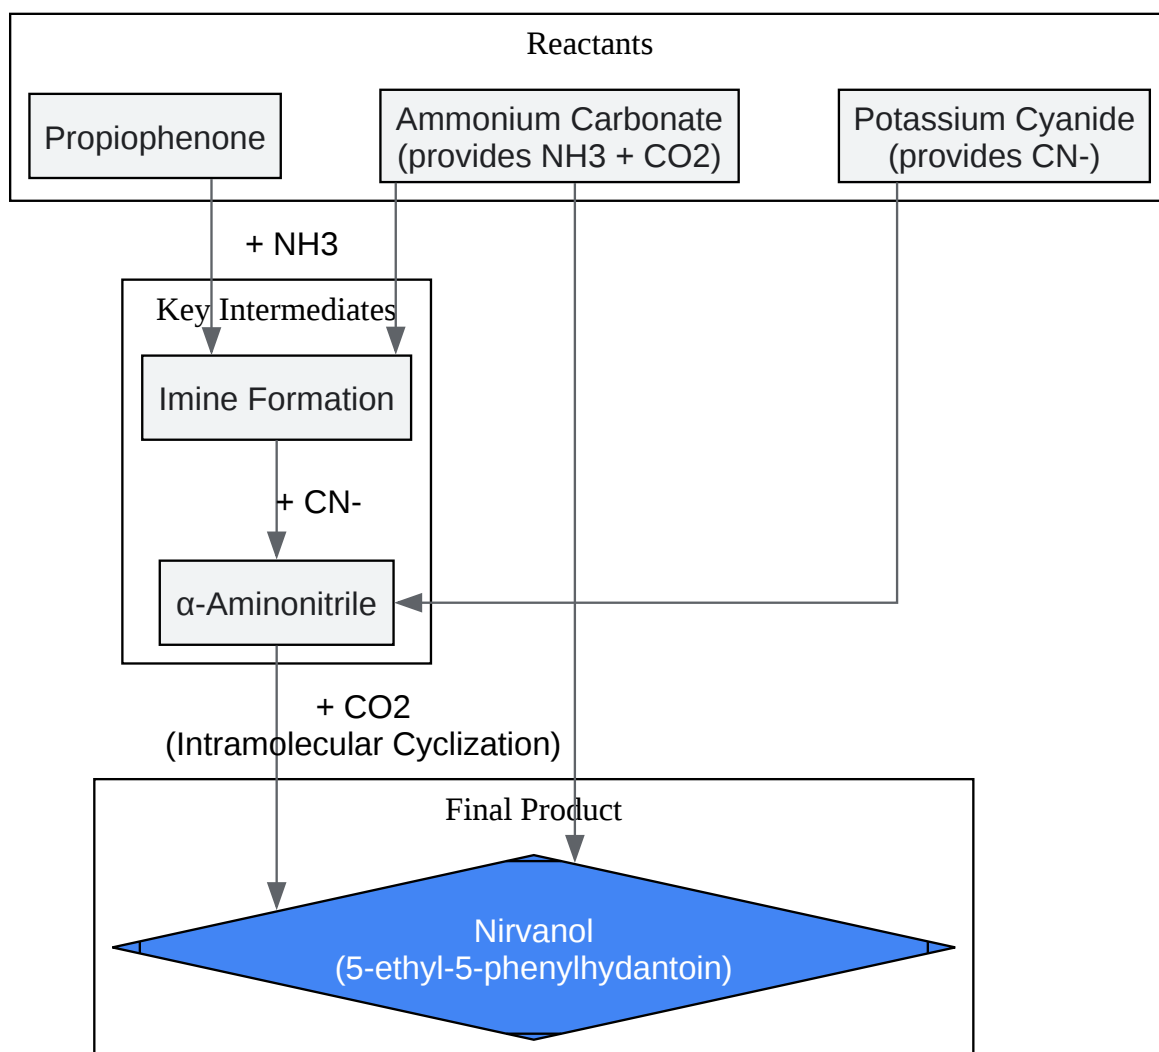 Reactants
Propiophenone
Ammonium Carbonate
(provides NH3 + CO2)
Potassium Cyanide
(provides CN-)
+ NH3
Key Intermediates
Imine Formation
+ CN-
α-Aminonitrile
+ CO2
(Intramolecular Cyclization)
Final Product
Nirvanol
(5-ethyl-5-phenylhydantoin)